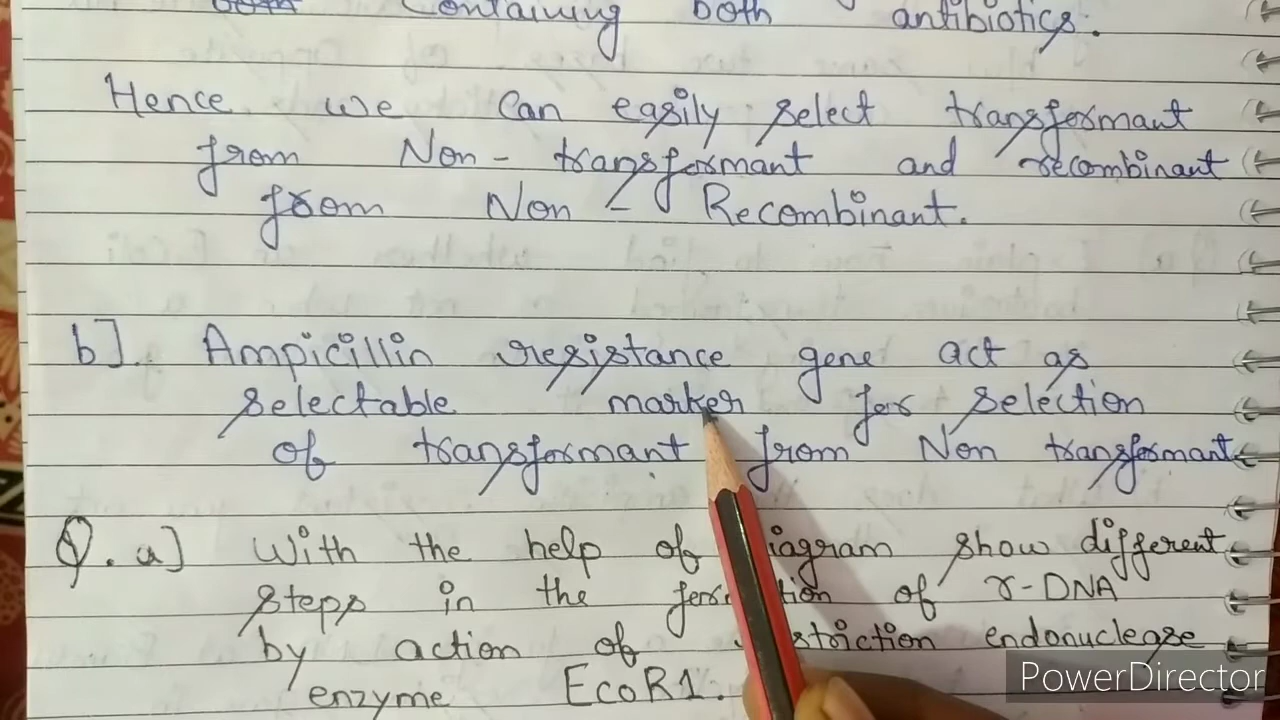 containing both antibiotics.
Hence we can easily select transformant
from Non- transformant and recombinant
from Non - Recombinant.
b]. Ampicillin resistance gene act as
selectable marker for selection
of transformant from Non transformant
Q. a] With the help of diagram show different
steps in the formation of r-DNA
by action of restriction endonuclease
enzyme EcoR1.
PowerDirector